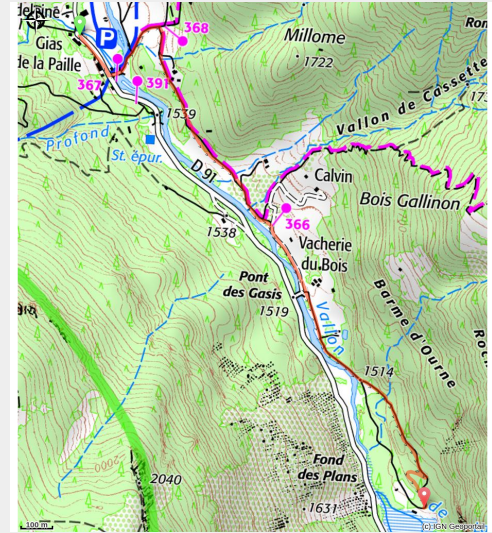 368
P
Millome
Gias
de la Paille
1722
367
391
Vallon de Cassette
1539
Profond
St. épur.
D 91
Calvin
Bois Gallinon
366
1538
Vacherie
du Bois
Pont
des Gasis
Vallon
Barme d'Ourne
1519
1514
2040
Fond
des Plans
1631
de
100 m
(c) IGN Geoportail